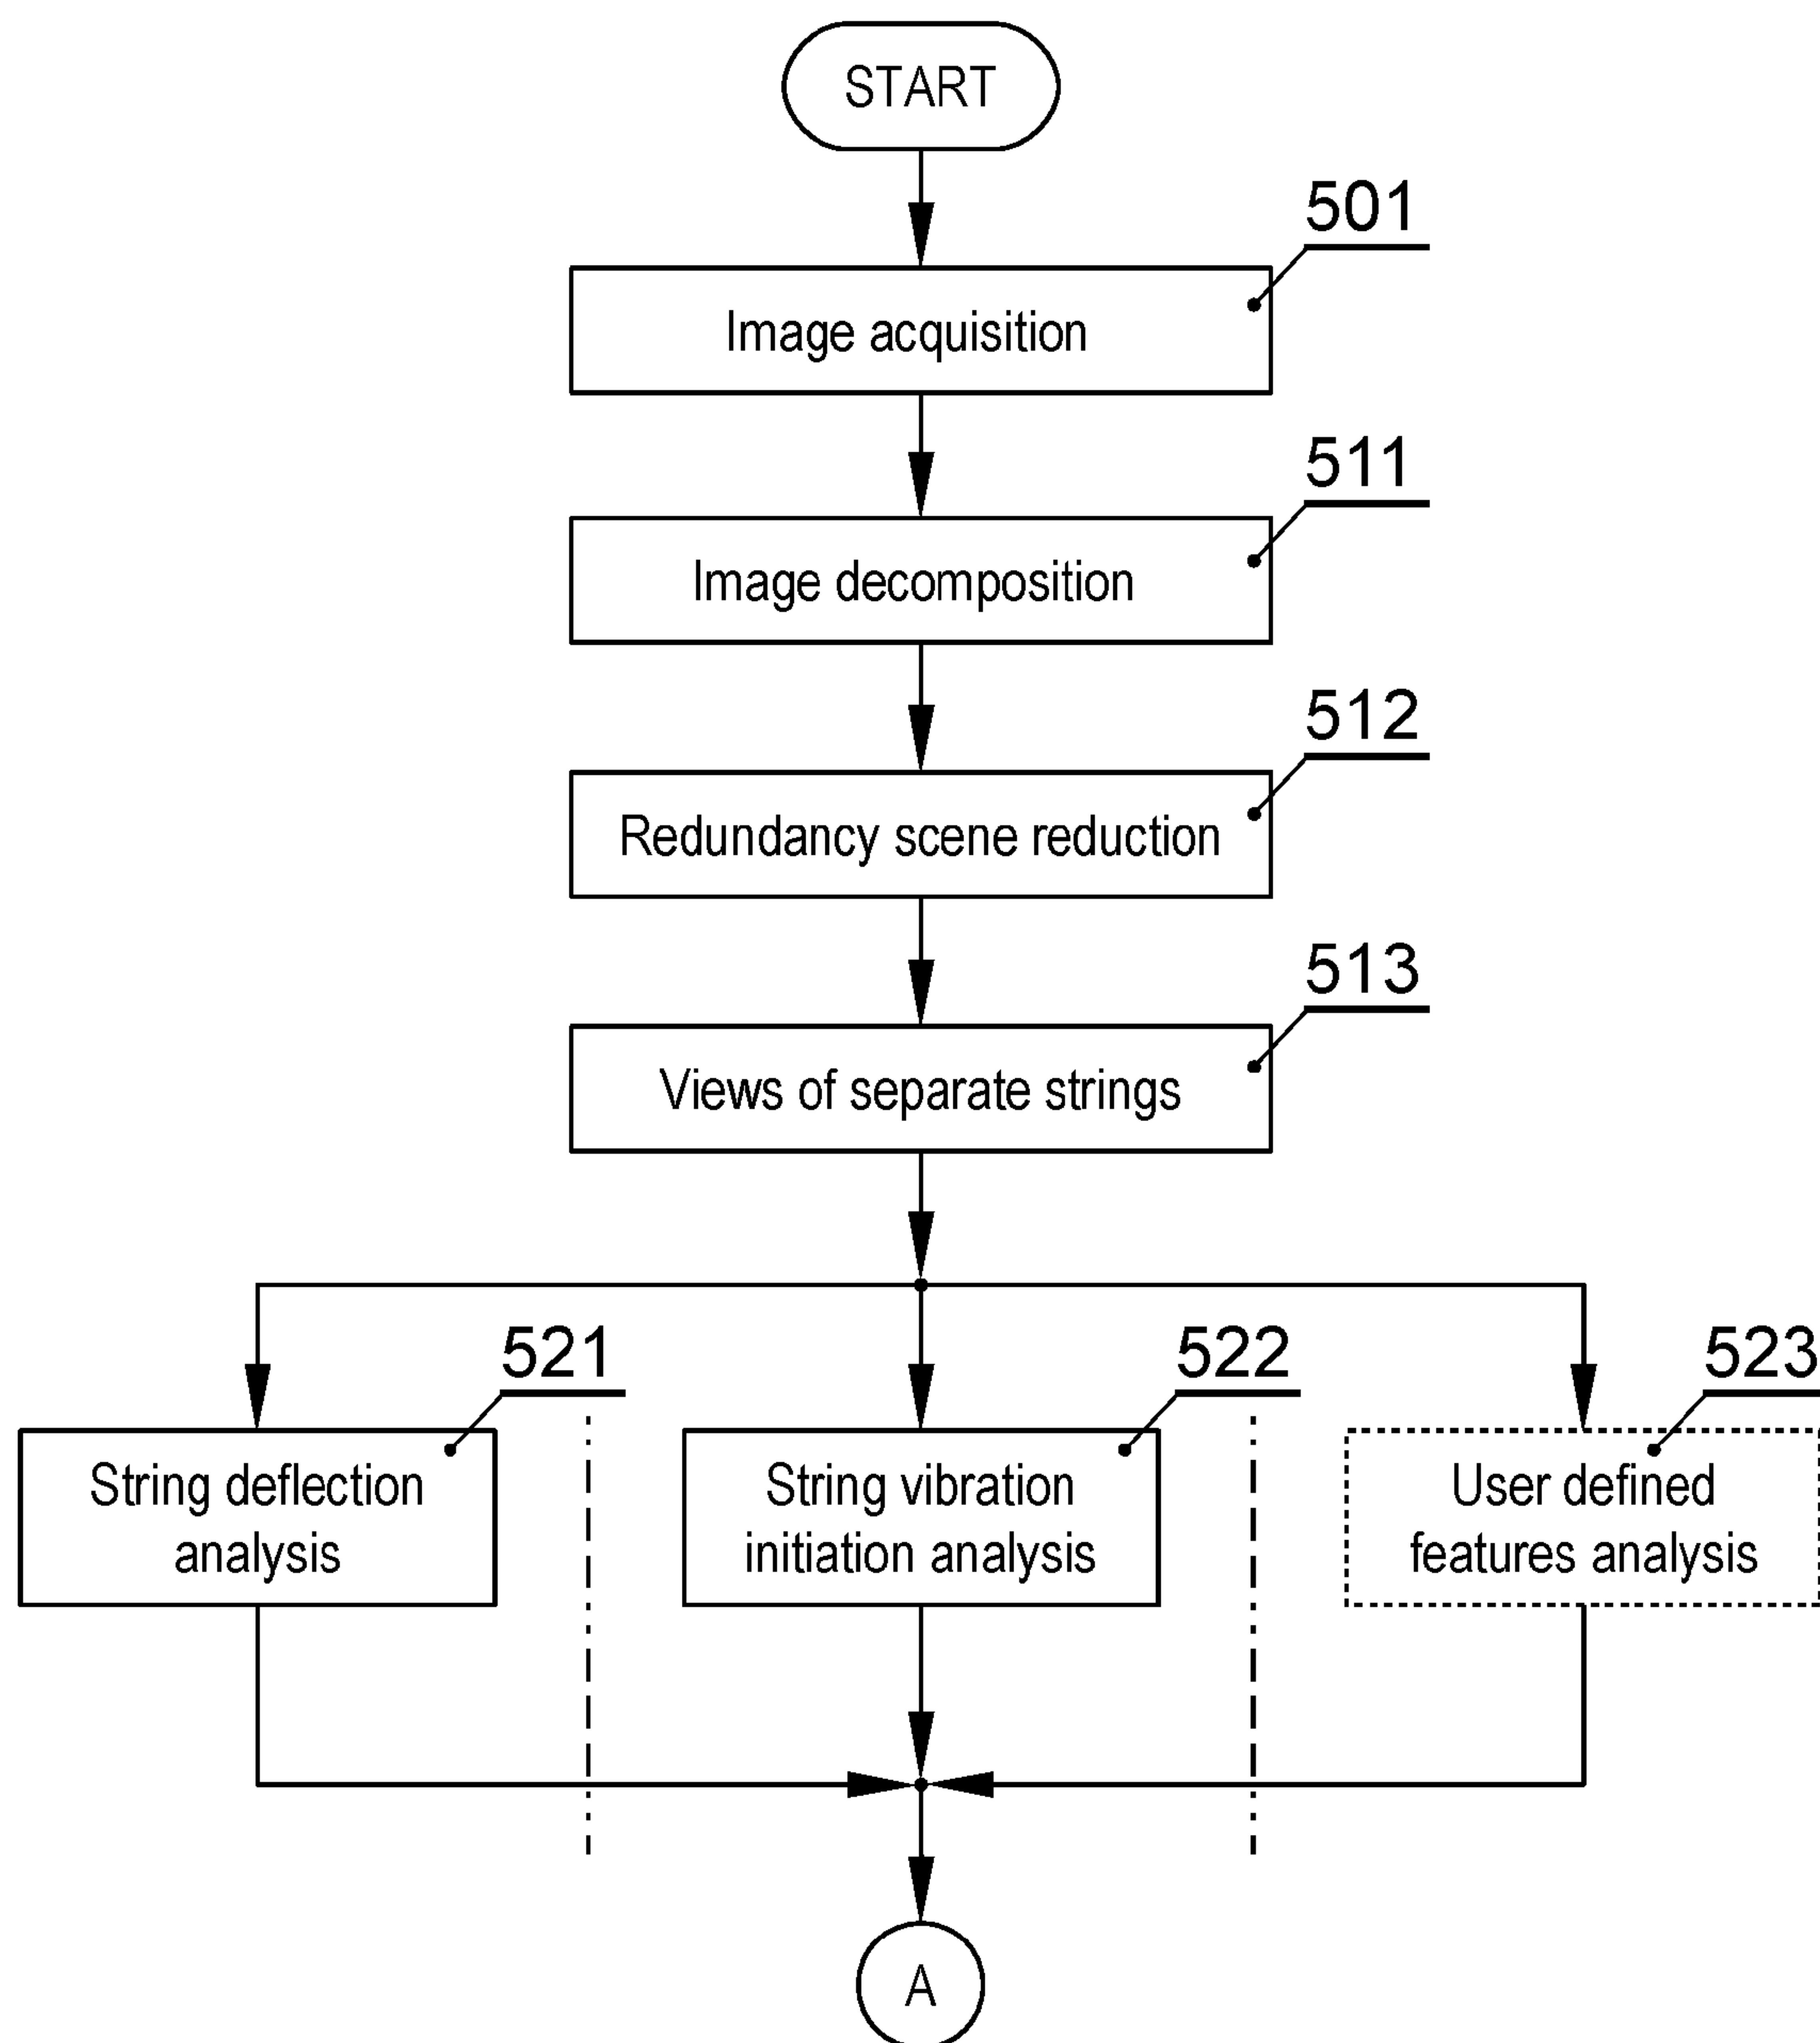 START
501
Image acquisition
511
Image decomposition
512
Redundancy scene reduction
513
Views of separate strings
521
522
523
String deflection
analysis
String vibration
initiation analysis
User defined
features analysis
A